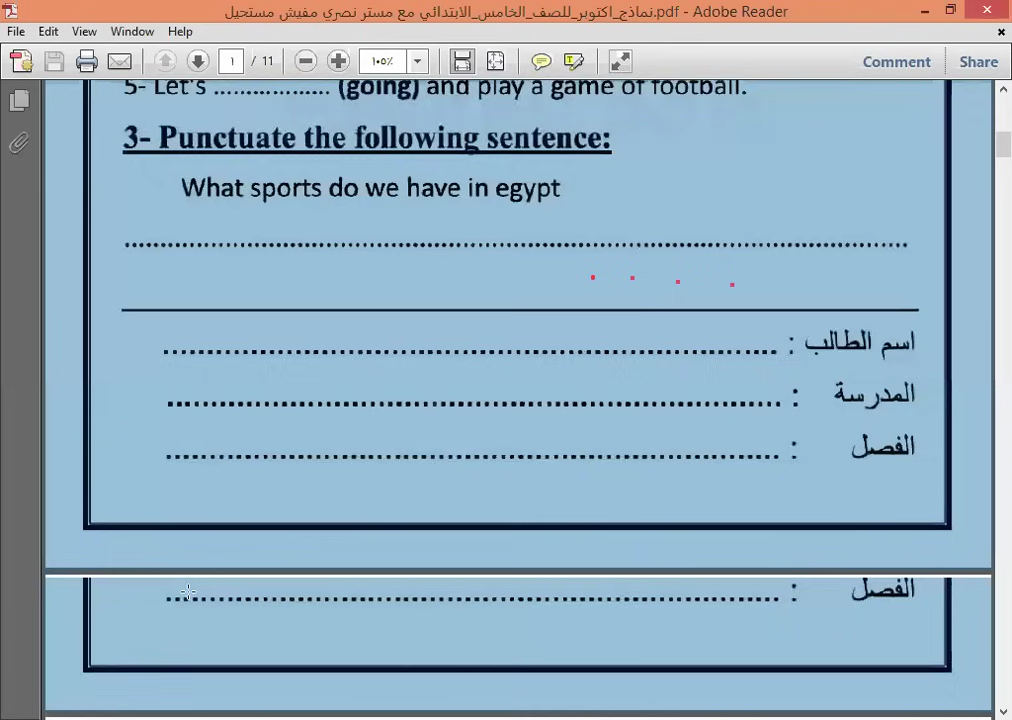 نماذج_اكتوبر_للصف_الخامس_الابتدائي مع مستر نصري مفيش مستحيل.pdf - Adobe Reader
File Edit View Window Help
١ / 11 ١٠٥٪ Comment Share
5- Let's ................... (going) and play a game of football.
3- Punctuate the following sentence:
What sports do we have in egypt
................................................................................
اسم الطالب : ................................................................
المدرسة : ................................................................
الفصل : ................................................................
الفصل : ................................................................